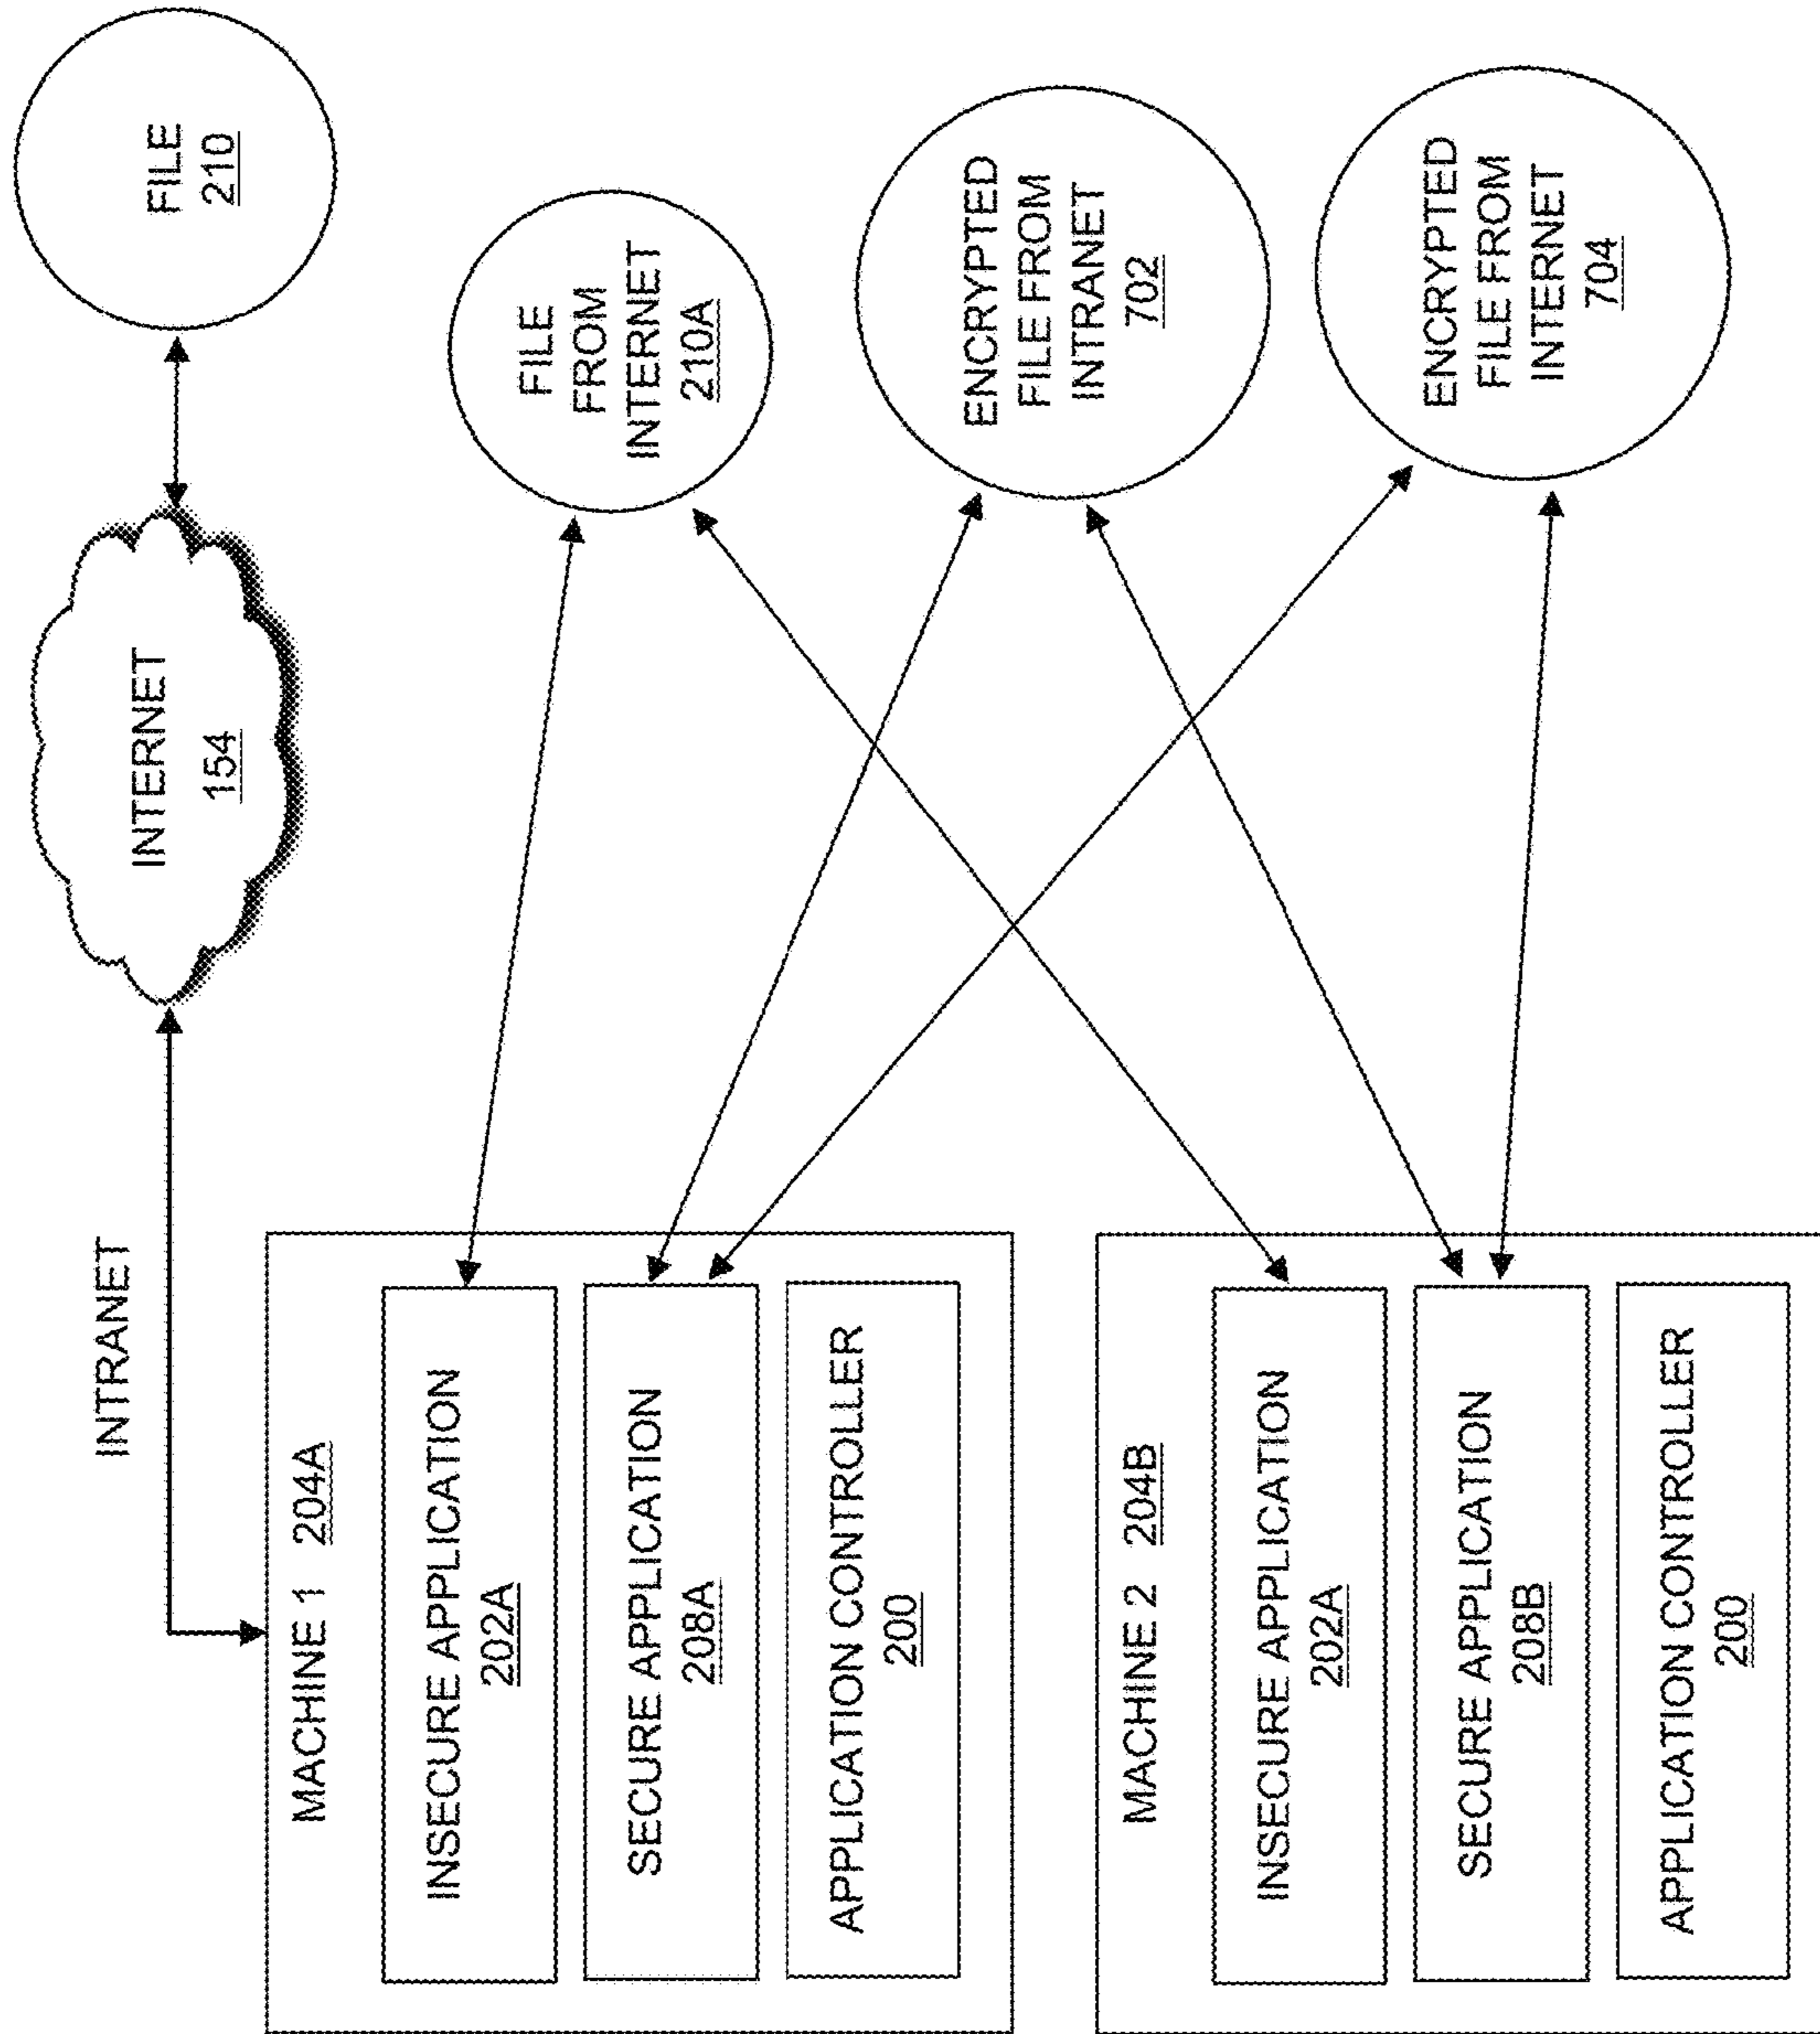 INTRANET
INTERNET
154
FILE
210
MACHINE 1 204A
INSECURE APPLICATION
202A
SECURE APPLICATION
208A
APPLICATION CONTROLLER
200
FILE
FROM
INTERNET
210A
ENCRYPTED
FILE FROM
INTRANET
702
ENCRYPTED
FILE FROM
INTERNET
704
MACHINE 2 204B
INSECURE APPLICATION
202A
SECURE APPLICATION
208B
APPLICATION CONTROLLER
200